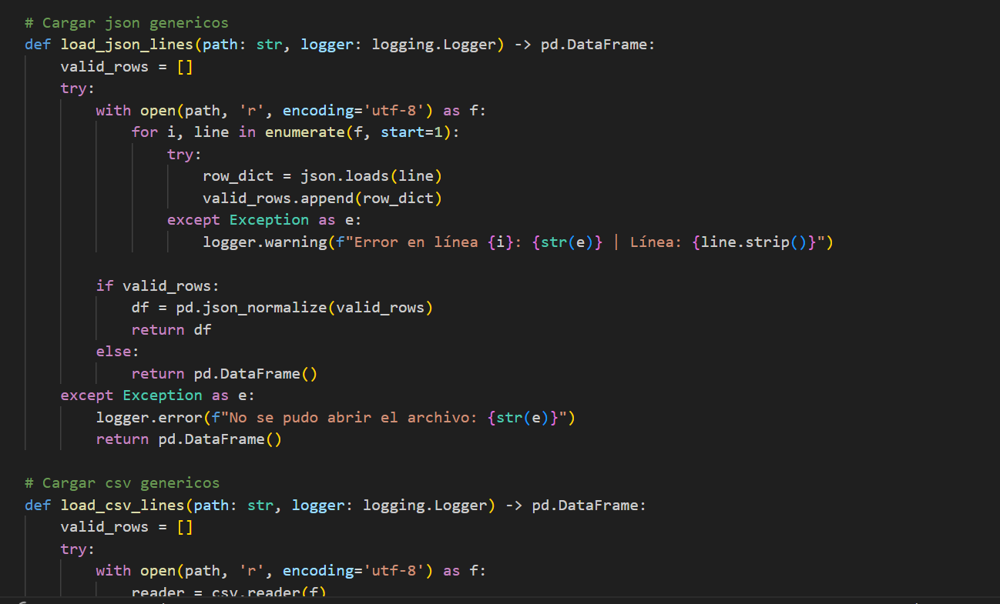 # Cargar json genericos
def load_json_lines(path: str, logger: logging.Logger) -> pd.DataFrame:
    valid_rows = []
    try:
        with open(path, 'r', encoding='utf-8') as f:
            for i, line in enumerate(f, start=1):
                try:
                    row_dict = json.loads(line)
                    valid_rows.append(row_dict)
                except Exception as e:
                    logger.warning(f"Error en línea {i}: {str(e)} | Línea: {line.strip()}")

        if valid_rows:
            df = pd.json_normalize(valid_rows)
            return df
        else:
            return pd.DataFrame()
    except Exception as e:
        logger.error(f"No se pudo abrir el archivo: {str(e)}")
        return pd.DataFrame()

# Cargar csv genericos
def load_csv_lines(path: str, logger: logging.Logger) -> pd.DataFrame:
    valid_rows = []
    try:
        with open(path, 'r', encoding='utf-8') as f:
            reader = csv.reader(f)